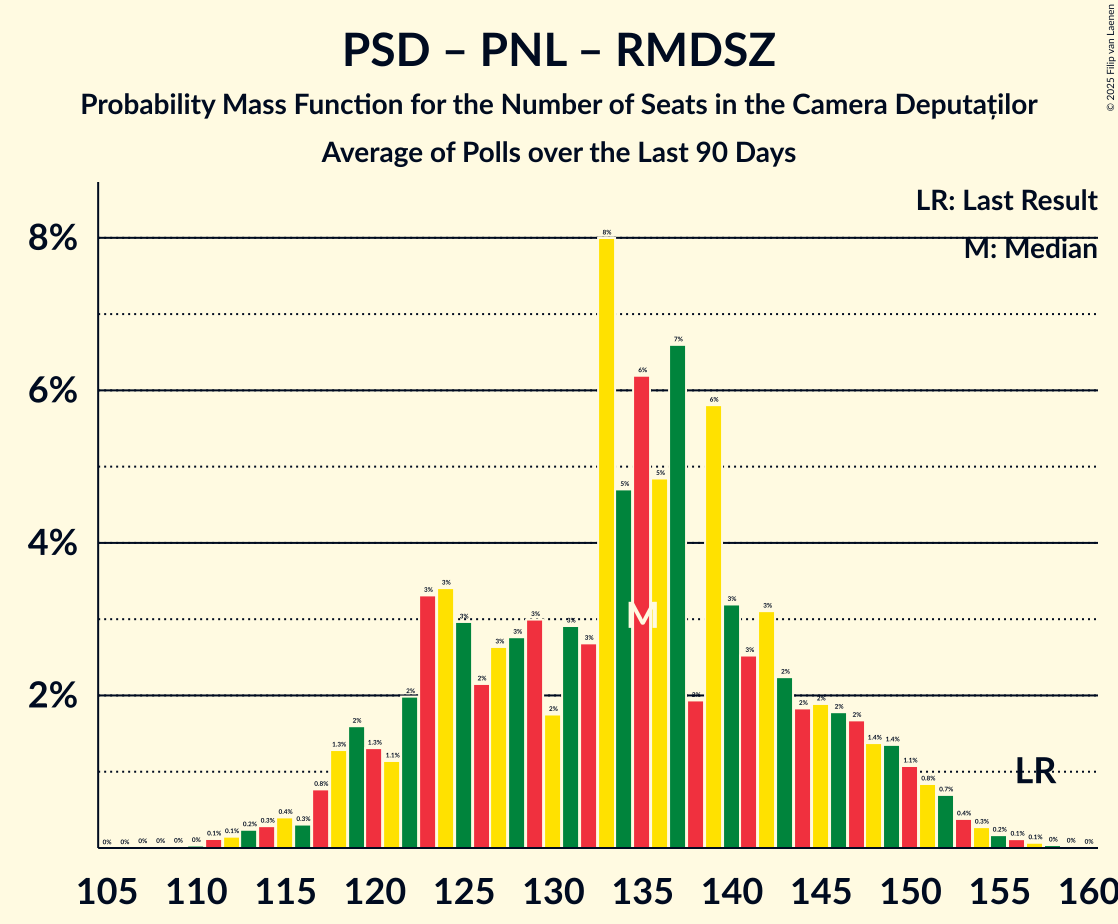 PSD – PNL – RMDSZ
Probability Mass Function for the Number of Seats in the Camera Deputaților
Average of Polls over the Last 90 Days
© 2025 Filip van Laenen
LR: Last Result
M: Median
8%
6%
4%
2%
0% 0% 0% 0% 0% 0% 0.1% 0.1% 0.2% 0.3% 0.4% 0.3% 0.8% 1.3% 2% 1.3% 1.1% 2% 3% 3% 3% 2% 3% 3% 3% 2% 3% 3% 8% 5% 6% 5% 7% 2% 6% 3% 3% 3% 2% 2% 2% 2% 2% 1.4% 1.4% 1.1% 0.8% 0.7% 0.4% 0.3% 0.2% 0.1% 0.1% 0% 0% 0%
M
LR
105 110 115 120 125 130 135 140 145 150 155 160